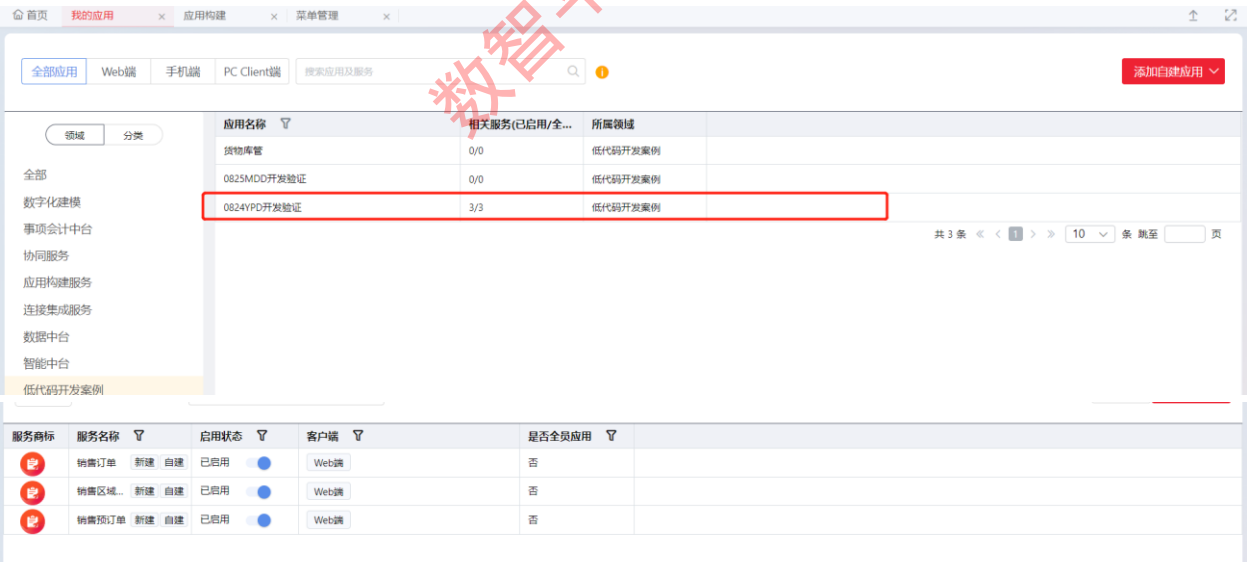 首页 我的应用 × 应用构建 × 菜单管理 ×
全部应用 Web端 手机端 PC Client端 搜索应用及服务 添加自建应用
数智
领域 分类
全部
数字化建模
事项会计中台
协同服务
应用构建服务
连接集成服务
数据中台
智能中台
低代码开发案例
应用名称 相关服务(已启用/全... 所属领域
货物库管 0/0 低代码开发案例
0825MDD开发验证 0/0 低代码开发案例
0824YPD开发验证 3/3 低代码开发案例
共 3 条 « < 1 > » 10 条 跳至 页
服务商标 服务名称 启用状态 客户端 是否全员应用
销售订单 新建 自建 已启用 Web端 否
销售区域... 新建 自建 已启用 Web端 否
销售预订单 新建 自建 已启用 Web端 否